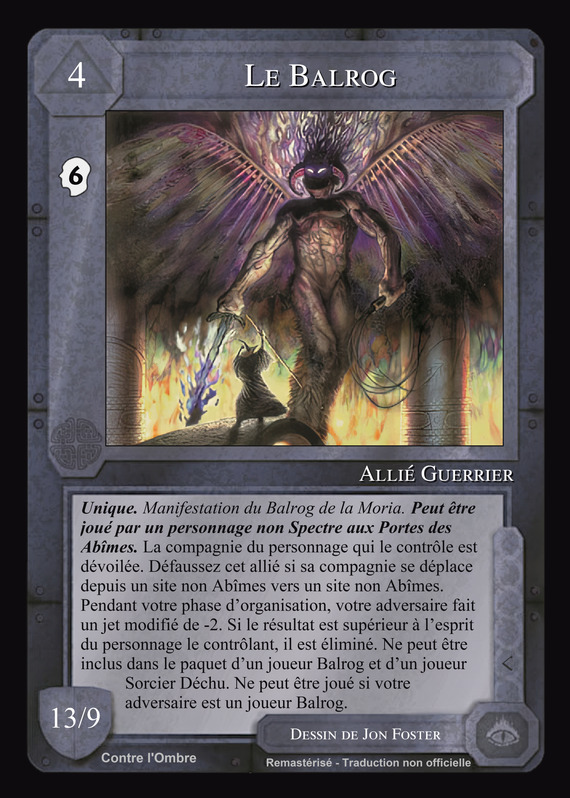 4
Le Balrog
6
Allié Guerrier
Unique. Manifestation du Balrog de la Moria. Peut être
joué par un personnage non Spectre aux Portes des
Abîmes. La compagnie du personnage qui le contrôle est
dévoilée. Défaussez cet allié si sa compagnie se déplace
depuis un site non Abîmes vers un site non Abîmes.
Pendant votre phase d'organisation, votre adversaire fait
un jet modifié de -2. Si le résultat est supérieur à l'esprit
du personnage le contrôlant, il est éliminé. Ne peut être
inclus dans le paquet d'un joueur Balrog et d'un joueur
Sorcier Déchu. Ne peut être joué si votre
adversaire est un joueur Balrog.
13/9
Dessin de Jon Foster
Contre l'Ombre
Remastérisé - Traduction non officielle